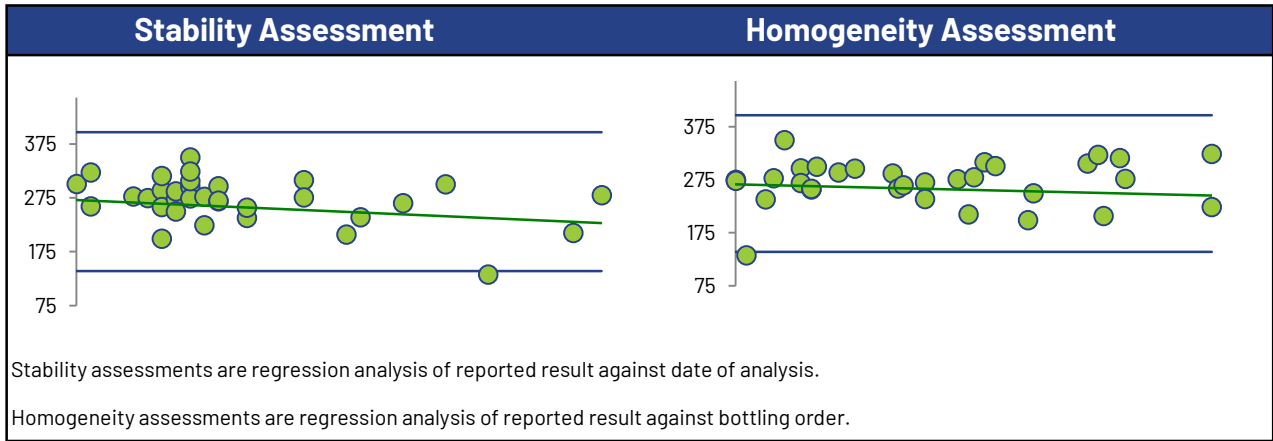 Stability Assessment
Homogeneity Assessment
375
275
175
75
375
275
175
75
Stability assessments are regression analysis of reported result against date of analysis.
Homogeneity assessments are regression analysis of reported result against bottling order.